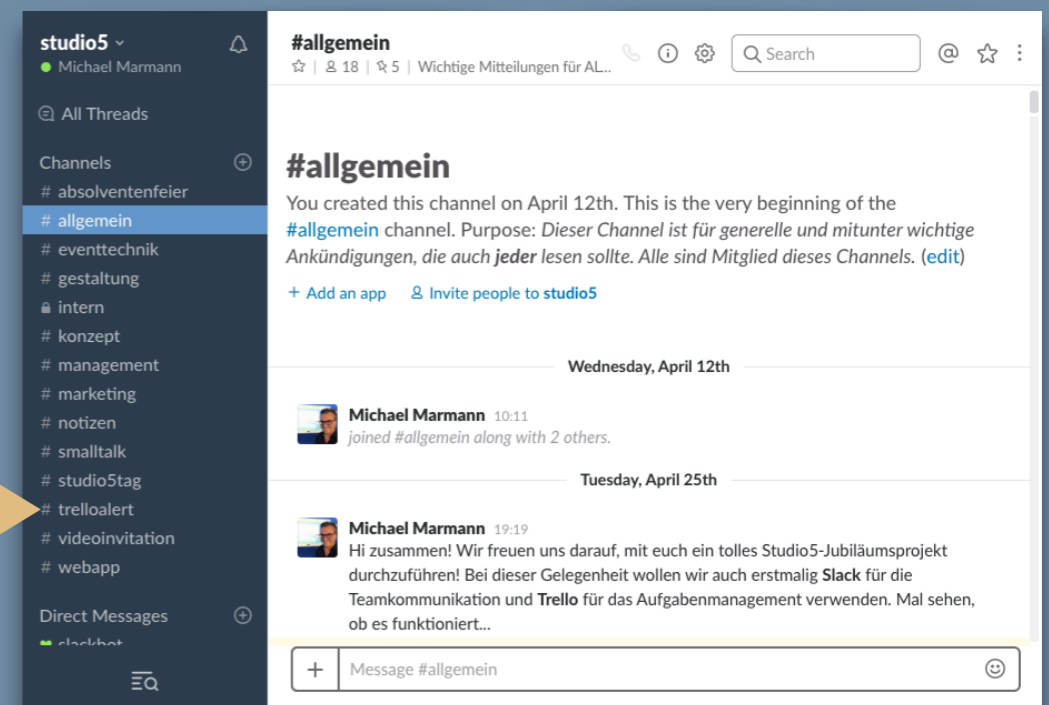 studio5
Michael Marmann
All Threads
Channels
# absolventenfeier
# allgemein
# eventtechnik
# gestaltung
intern
# konzept
# management
# marketing
# notizen
# smalltalk
# studio5tag
# trelloalert
# videoinvitation
# webapp
Direct Messages
slackbot
#allgemein
| 18 | 5 | Wichtige Mitteilungen für AL...
Search
#allgemein
You created this channel on April 12th. This is the very beginning of the
#allgemein channel. Purpose: Dieser Channel ist für generelle und mitunter wichtige
Ankündigungen, die auch jeder lesen sollte. Alle sind Mitglied dieses Channels. (edit)
+ Add an app Invite people to studio5
Wednesday, April 12th
Michael Marmann 10:11
joined #allgemein along with 2 others.
Tuesday, April 25th
Michael Marmann 19:19
Hi zusammen! Wir freuen uns darauf, mit euch ein tolles Studio5-Jubiläumsprojekt
durchzuführen! Bei dieser Gelegenheit wollen wir auch erstmalig Slack für die
Teamkommunikation und Trello für das Aufgabenmanagement verwenden. Mal sehen,
ob es funktioniert...
Message #allgemein